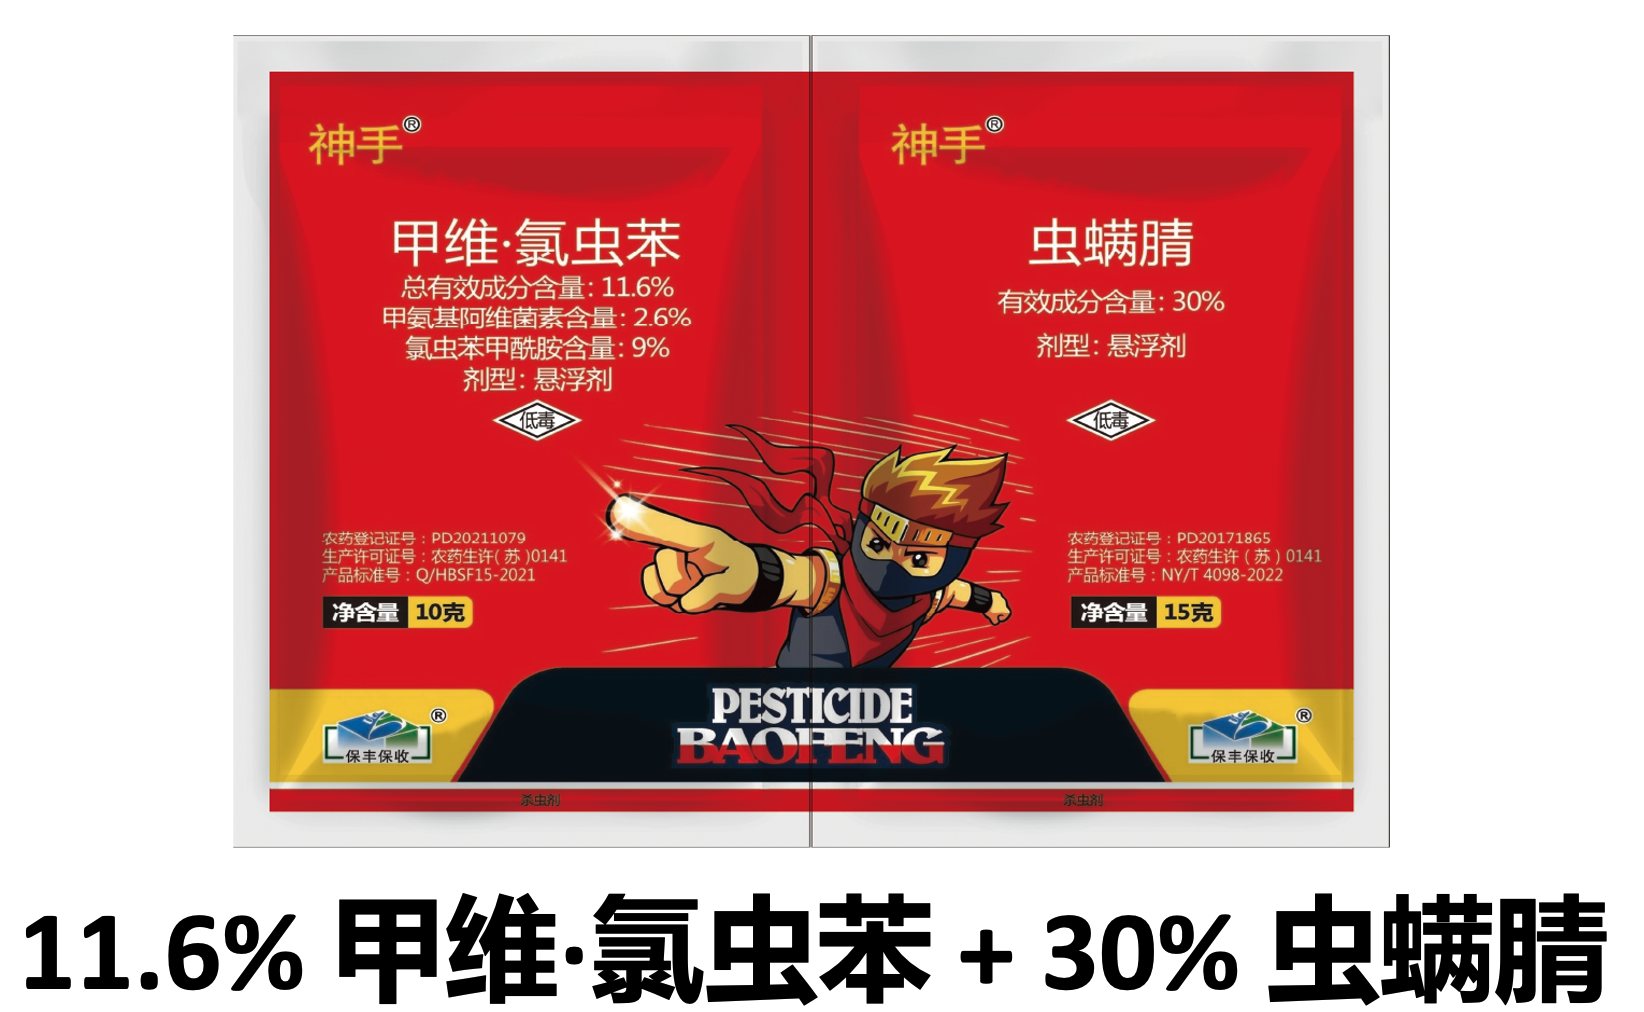 神手®
甲维·氯虫苯
总有效成分含量：11.6%
甲氨基阿维菌素含量：2.6%
氯虫苯甲酰胺含量：9%
剂型：悬浮剂
低毒
农药登记证号：PD20211079
生产许可证号：农药生许(苏)0141
产品标准号：Q/HBSF15-2021
净含量 10克
神手®
虫螨腈
有效成分含量：30%
剂型：悬浮剂
低毒
农药登记证号：PD20171865
生产许可证号：农药生许(苏)0141
产品标准号：NY/T 4098-2022
净含量 15克
保丰保收®
PESTICIDE
BAOFENG
保丰保收®
杀虫剂
杀虫剂
11.6% 甲维·氯虫苯 + 30% 虫螨腈